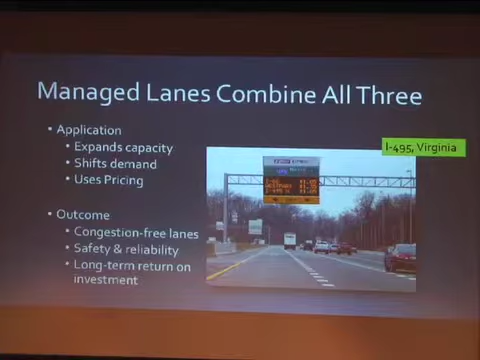 Managed Lanes Combine All Three
• Application
• Expands capacity
• Shifts demand
• Uses Pricing
I-495, Virginia
• Outcome
• Congestion-free lanes
• Safety & reliability
• Long-term return on
investment